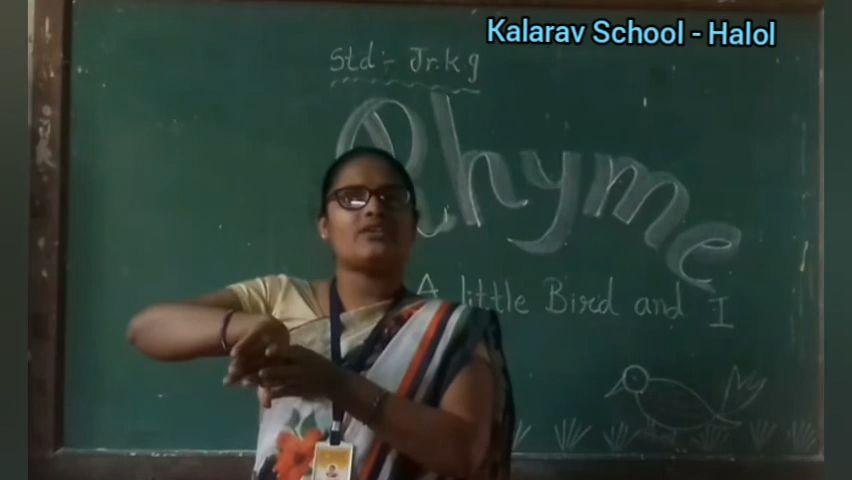 Kalarav School - Halol
Std :- Jr. kg
Rhyme
A little Bird and I